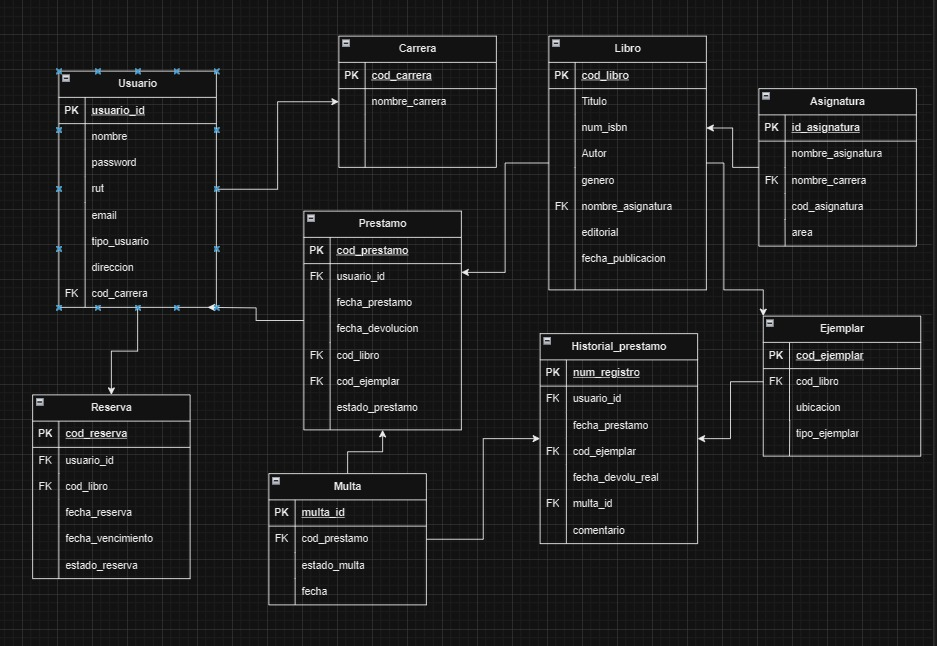 Usuario
PK usuario_id
nombre
password
rut
email
tipo_usuario
direccion
FK cod_carrera
Carrera
PK cod_carrera
nombre_carrera
Libro
PK cod_libro
Titulo
num_isbn
Autor
genero
FK nombre_asignatura
editorial
fecha_publicacion
Asignatura
PK id_asignatura
nombre_asignatura
FK nombre_carrera
cod_asignatura
area
Prestamo
PK cod_prestamo
FK usuario_id
fecha_prestamo
fecha_devolucion
FK cod_libro
FK cod_ejemplar
estado_prestamo
Ejemplar
PK cod_ejemplar
FK cod_libro
ubicacion
tipo_ejemplar
Historial_prestamo
PK num_registro
FK usuario_id
fecha_prestamo
FK cod_ejemplar
fecha_devolu_real
FK multa_id
comentario
Reserva
PK cod_reserva
FK usuario_id
FK cod_libro
fecha_reserva
fecha_vencimiento
estado_reserva
Multa
PK multa_id
FK cod_prestamo
estado_multa
fecha